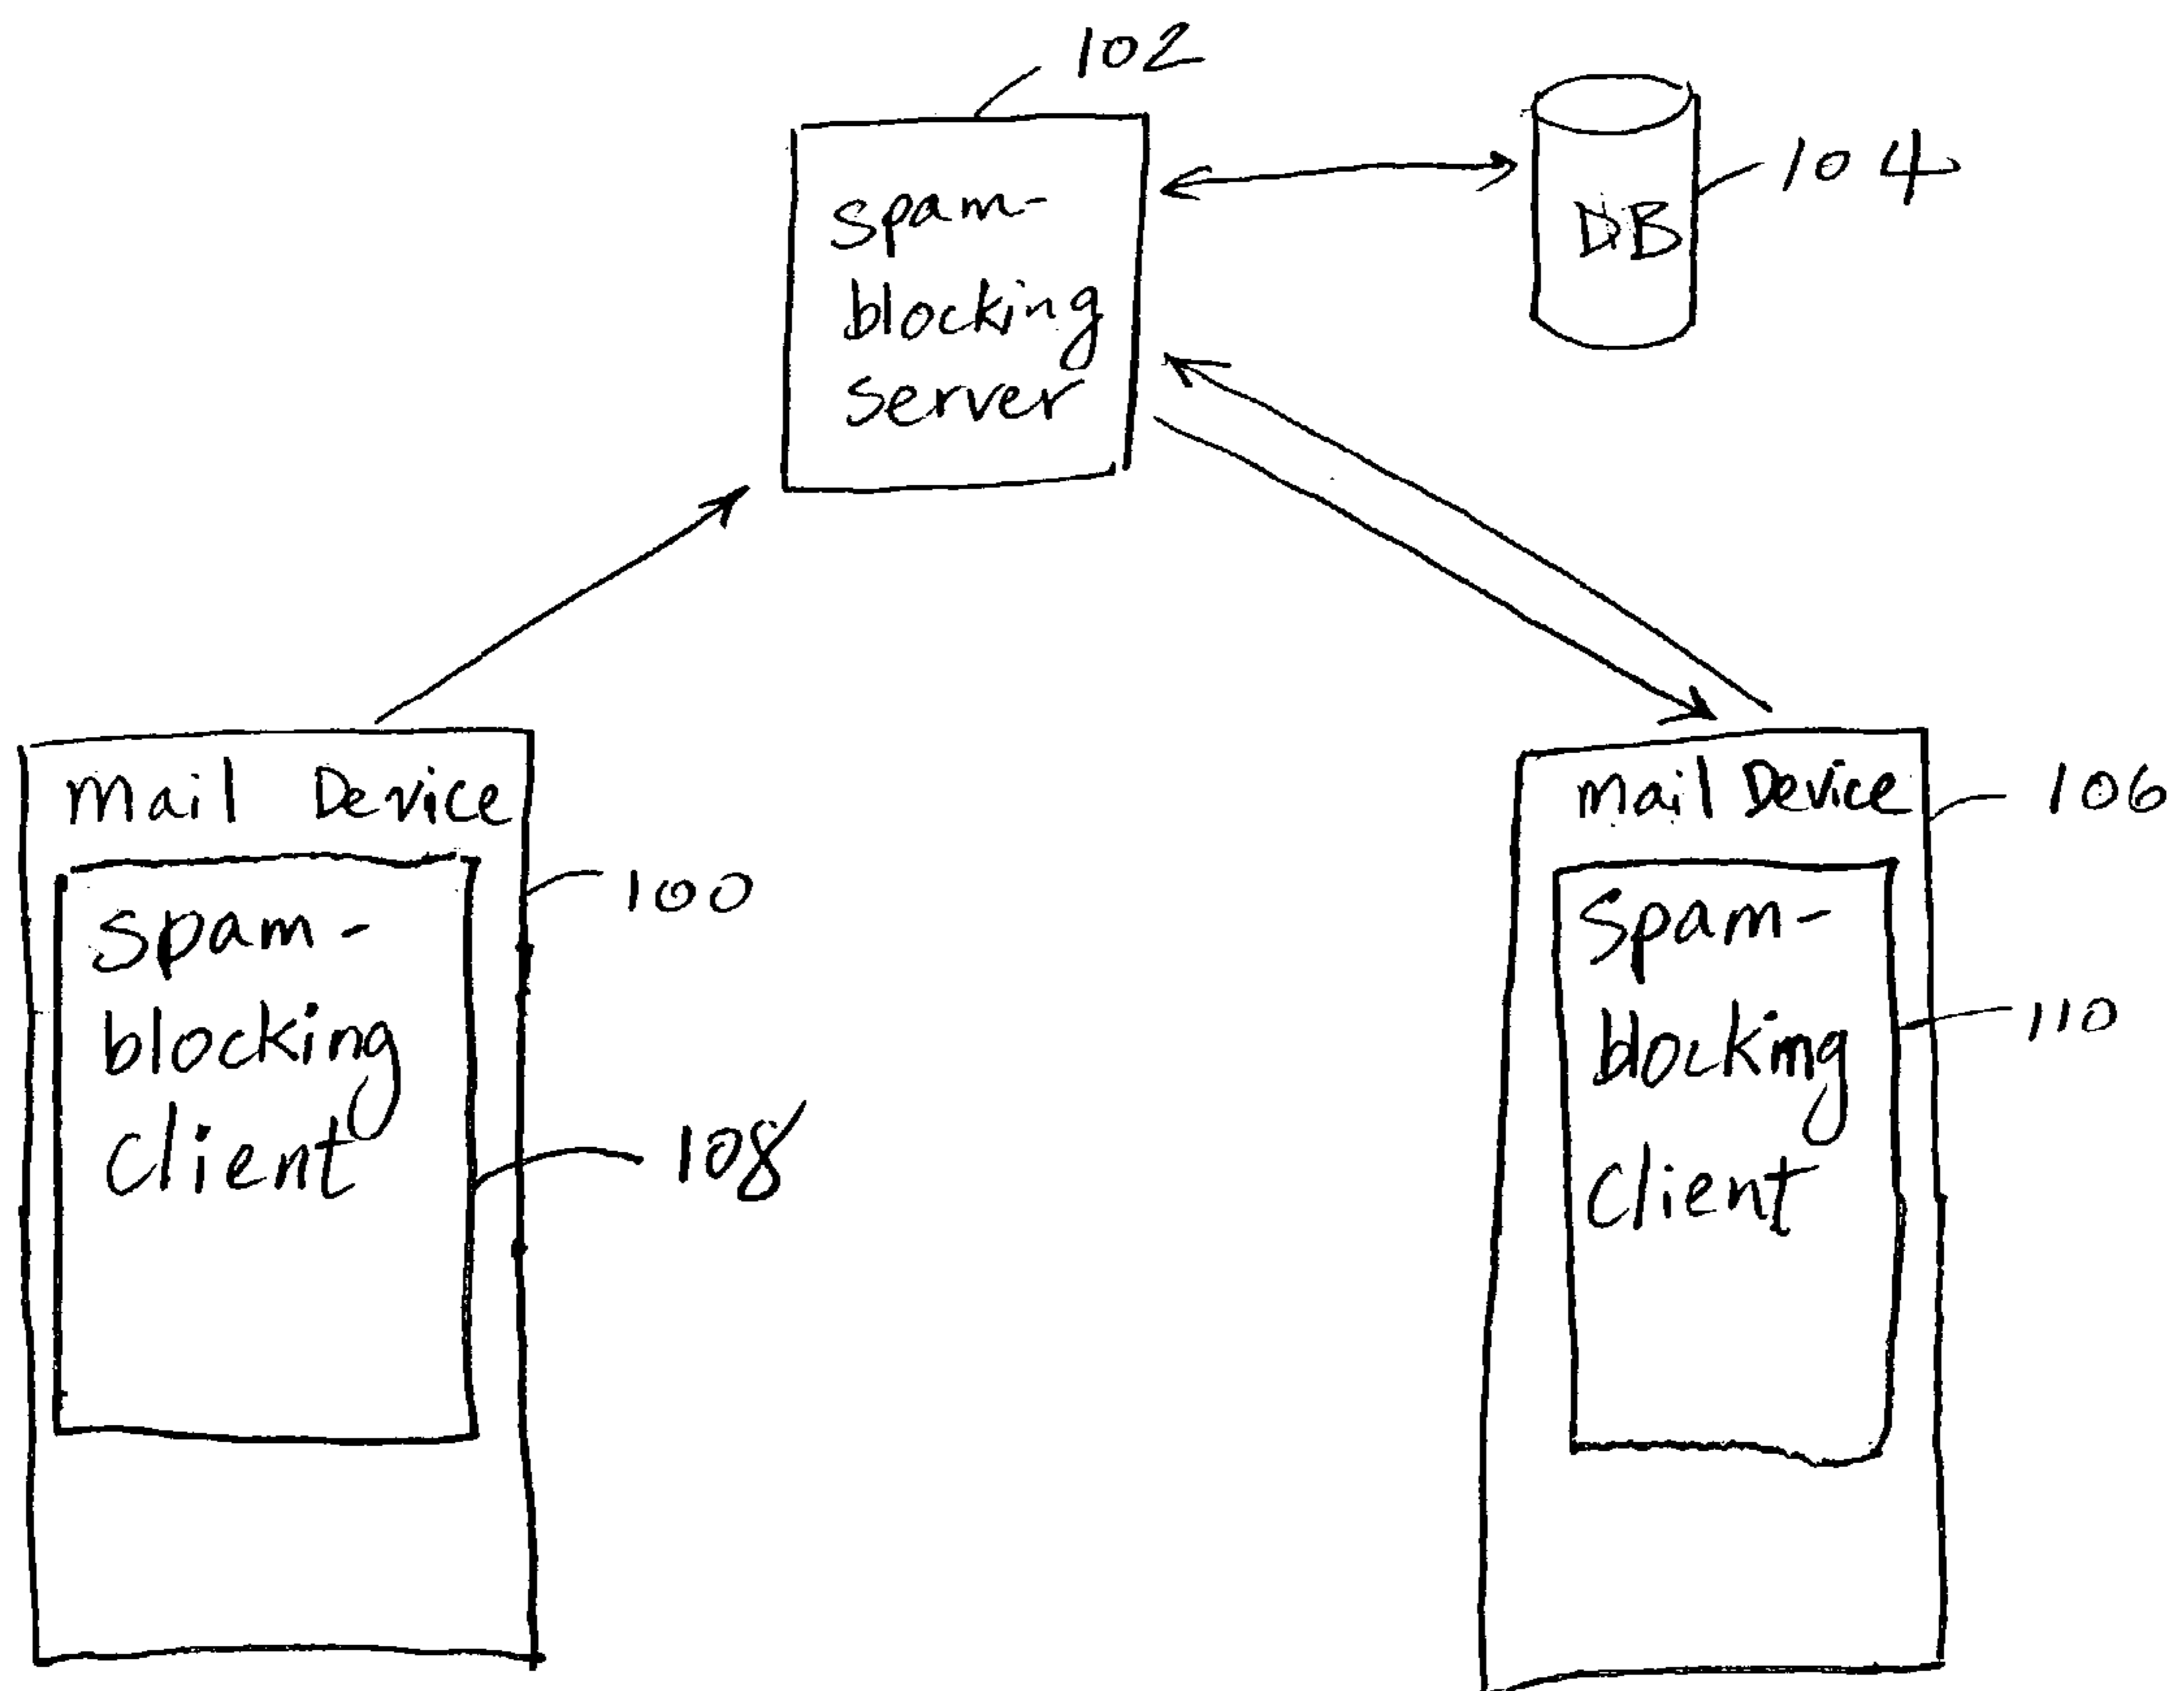 102
spam-
blocking
server
DB
104
Mail Device
spam-
blocking
client
100
108
Mail Device
Spam-
blocking
Client
106
110